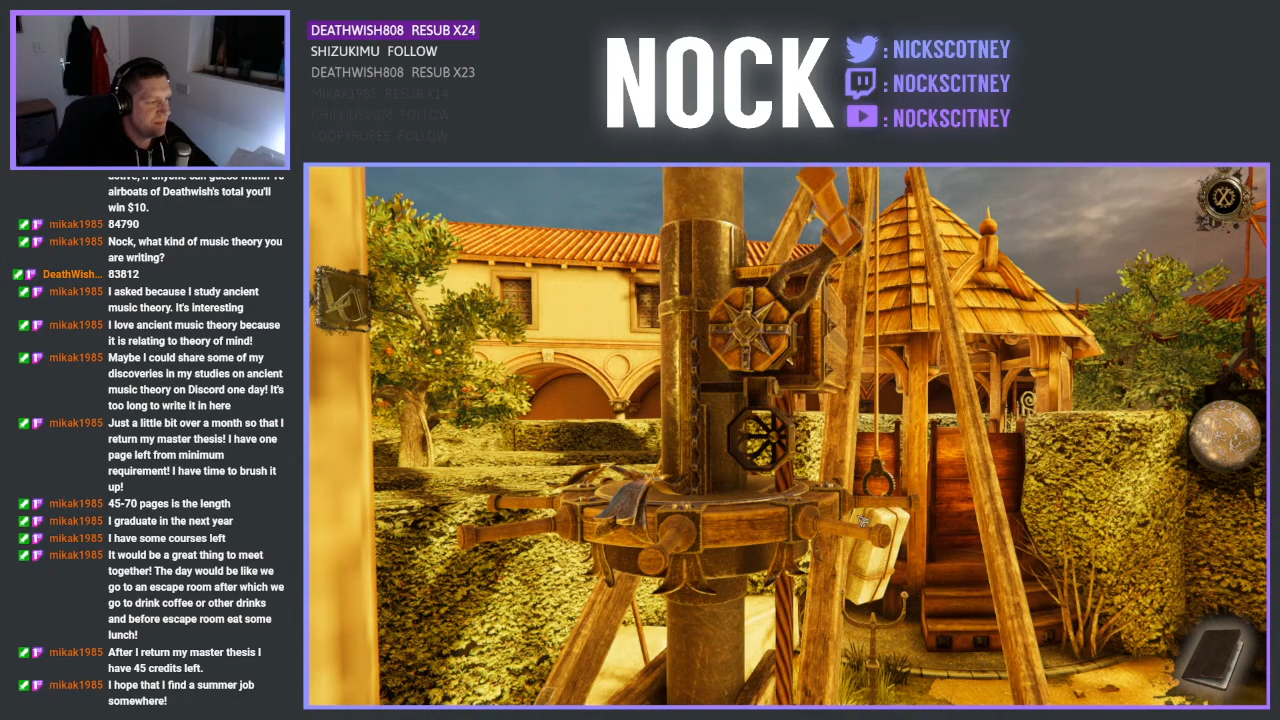 DEATHWISH808 RESUB X24
SHIZUKIMU FOLLOW
DEATHWISH808 RESUB X23
MIKAK1985 RESUB X14
NOCK
: NICKSCOTNEY
: NOCKSCITNEY
: NOCKSCITNEY
airboats of Deathwish's total you'll
win $10.
mikak1985 84790
mikak1985 Nock, what kind of music theory you
are writing?
DeathWish... 83812
mikak1985 I asked because I study ancient
music theory. It's interesting
mikak1985 I love ancient music theory because
it is relating to theory of mind!
mikak1985 Maybe I could share some of my
discoveries in my studies on ancient
music theory on Discord one day! It's
too long to write it in here
mikak1985 Just a little bit over a month so that I
return my master thesis! I have one
page left from minimum
requirement! I have time to brush it
up!
mikak1985 45-70 pages is the length
mikak1985 I graduate in the next year
mikak1985 I have some courses left
mikak1985 It would be a great thing to meet
together! The day would be like we
go to an escape room after which we
go to drink coffee or other drinks
and before escape room eat some
lunch!
mikak1985 After I return my master thesis I
have 45 credits left.
mikak1985 I hope that I find a summer job
somewhere!